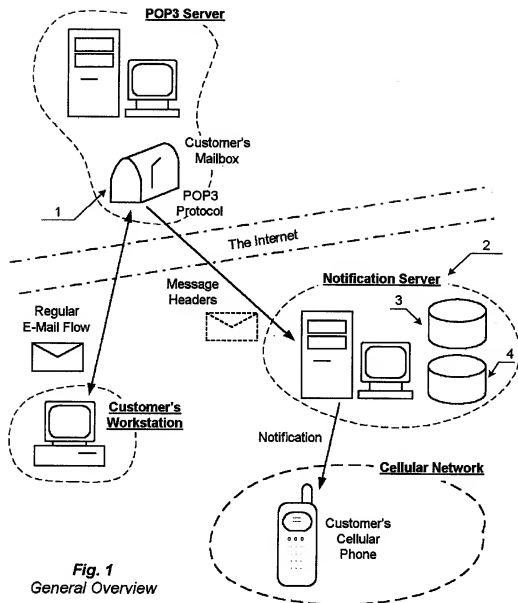 POP3 Server
Customer's
Mailbox
POP3
Protocol
1
The Internet
2
Notification Server
Message
Headers
3
Regular
E-Mail Flow
4
Customer's
Workstation
Notification
Cellular Network
Customer's
Cellular
Phone
Fig. 1
General Overview